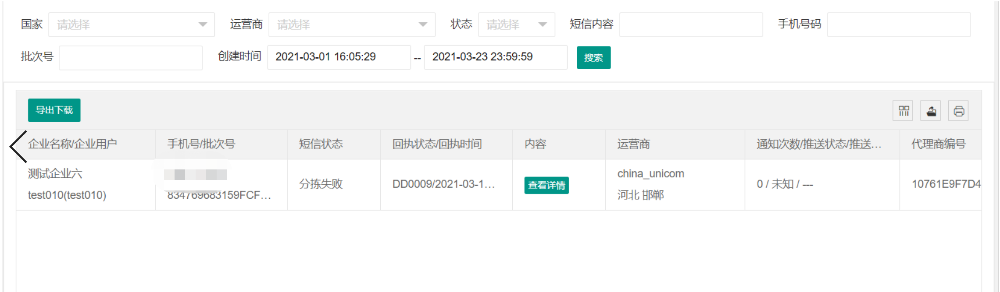 国家 请选择 运营商 请选择 状态 请选择 短信内容 手机号码
批次号 创建时间 2021-03-01 16:05:29 -- 2021-03-23 23:59:59 搜索
导出下载
企业名称/企业用户 手机号/批次号 短信状态 回执状态/回执时间 内容 运营商 通知次数/推送状态/推送... 代理商编号
测试企业六 china_unicom
分拣失败 DD0009/2021-03-1... 查看详情 0 / 未知 / --- 10761E9F7D4
test010(test010) 834769683159FCF... 河北 邯郸